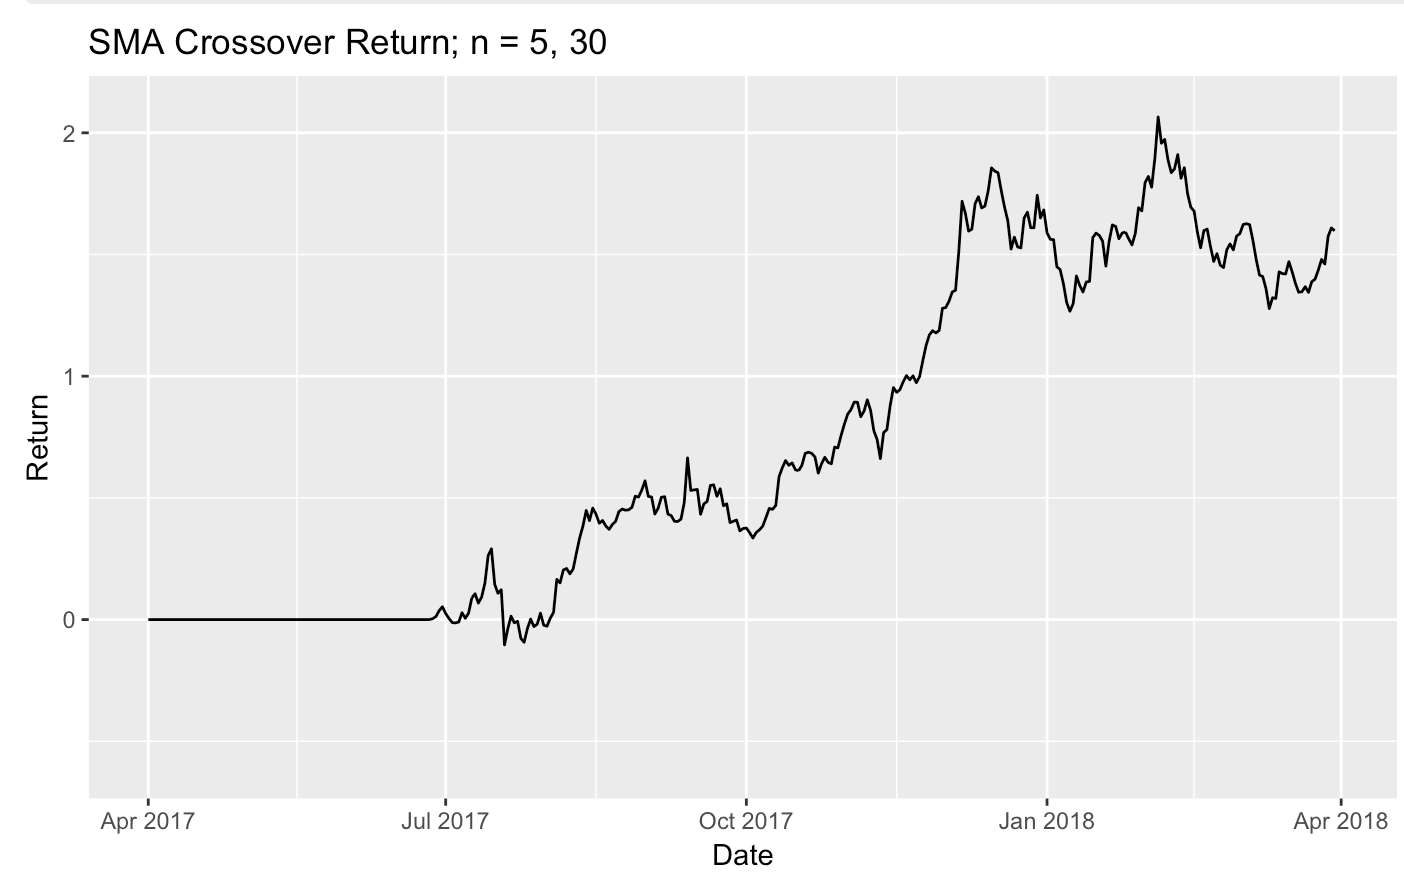 SMA Crossover Return; n = 5, 30
2
1
0
Return
Apr 2017
Jul 2017
Oct 2017
Jan 2018
Apr 2018
Date